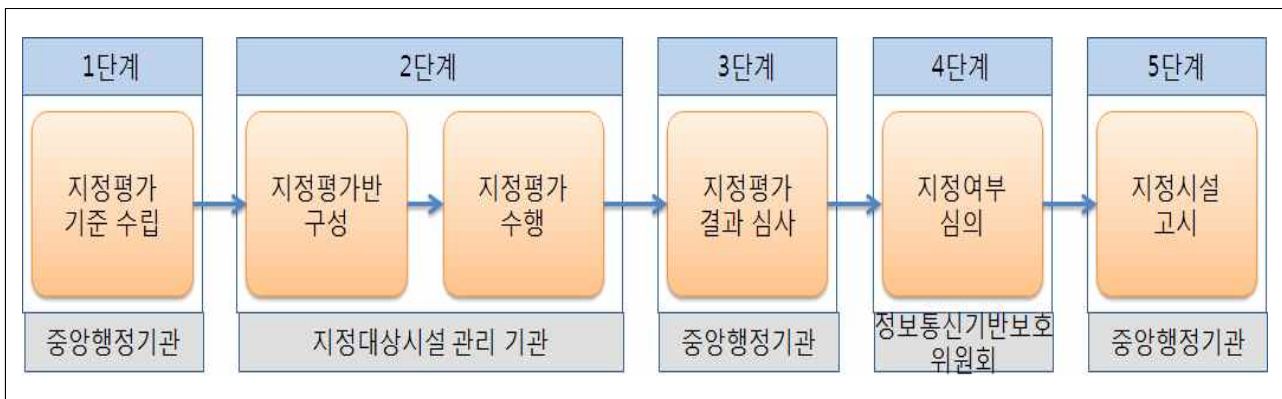 1단계
지정평가
기준 수립
중앙행정기관
2단계
지정평가반
구성
지정평가
수행
지정대상시설 관리 기관
3단계
지정평가
결과 심사
중앙행정기관
4단계
지정여부
심의
정보통신기반보호
위원회
5단계
지정시설
고시
중앙행정기관